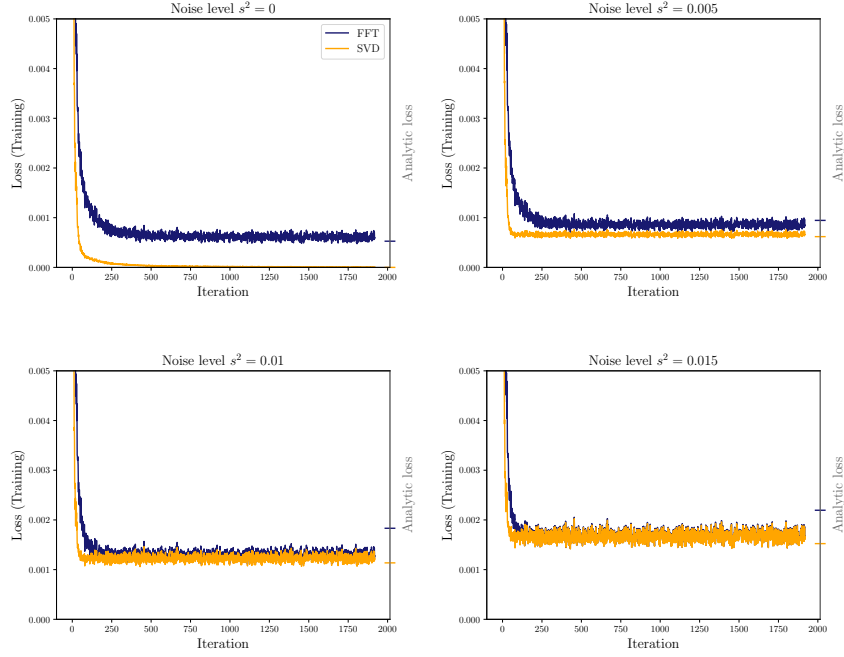 Noise level s² = 0
0.005
0.004
0.003
0.002
0.001
0.000
Loss (Training)
FFT
SVD
Analytic loss
0 250 500 750 1000 1250 1500 1750 2000
Iteration
Noise level s² = 0.005
0.005
0.004
0.003
0.002
0.001
0.000
Loss (Training)
Analytic loss
0 250 500 750 1000 1250 1500 1750 2000
Iteration
Noise level s² = 0.01
0.005
0.004
0.003
0.002
0.001
0.000
Loss (Training)
Analytic loss
0 250 500 750 1000 1250 1500 1750 2000
Iteration
Noise level s² = 0.015
0.005
0.004
0.003
0.002
0.001
0.000
Loss (Training)
Analytic loss
0 250 500 750 1000 1250 1500 1750 2000
Iteration